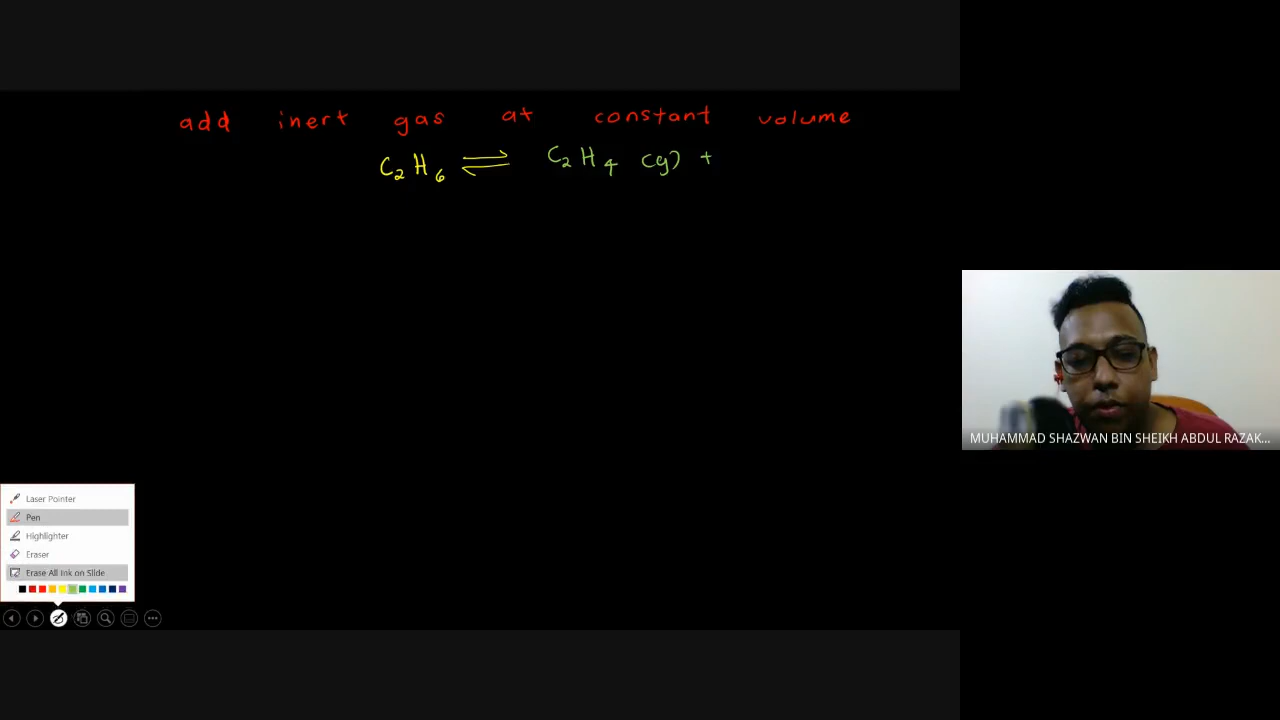 add inert gas at constant volume
C₂H₆ ⇌ C₂H₄ (g) +
MUHAMMAD SHAZWAN BIN SHEIKH ABDUL RAZAK...
Laser Pointer
Pen
Highlighter
Eraser
Erase All Ink on Slide